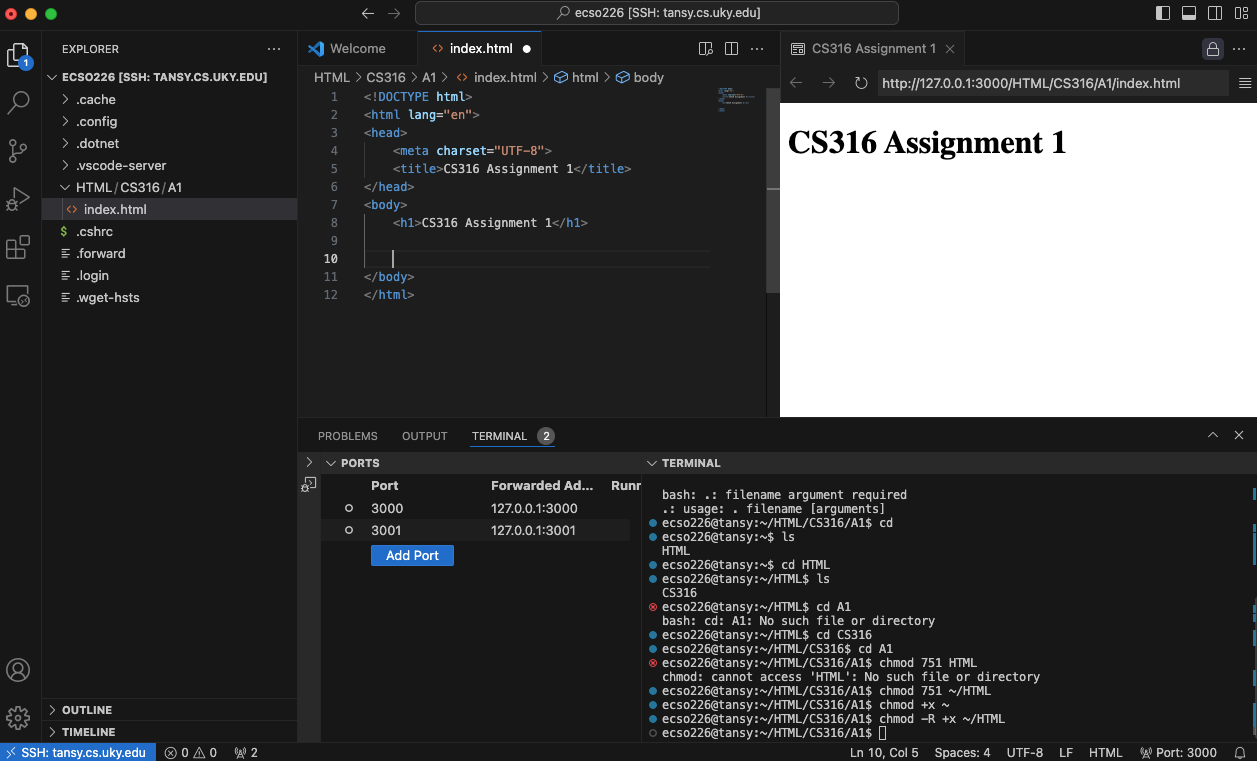 ecso226 [SSH: tansy.cs.uky.edu]
1
EXPLORER
ECSO226 [SSH: TANSY.CS.UKY.EDU]
.cache
.config
.dotnet
.vscode-server
HTML / CS316 / A1
index.html
.cshrc
.forward
.login
.wget-hsts
OUTLINE
TIMELINE
Welcome
index.html
HTML > CS316 > A1 > index.html > html > body
1 <!DOCTYPE html>
2 <html lang="en">
3 <head>
4 <meta charset="UTF-8">
5 <title>CS316 Assignment 1</title>
6 </head>
7 <body>
8 <h1>CS316 Assignment 1</h1>
9
10
11 </body>
12 </html>
CS316 Assignment 1
http://127.0.0.1:3000/HTML/CS316/A1/index.html
CS316 Assignment 1
PROBLEMS OUTPUT TERMINAL 2
PORTS
Port Forwarded Ad... Runn
3000 127.0.0.1:3000
3001 127.0.0.1:3001
Add Port
TERMINAL
bash: .: filename argument required
.: usage: . filename [arguments]
ecso226@tansy:~/HTML/CS316/A1$ cd
ecso226@tansy:~$ ls
HTML
ecso226@tansy:~$ cd HTML
ecso226@tansy:~/HTML$ ls
CS316
ecso226@tansy:~/HTML$ cd A1
bash: cd: A1: No such file or directory
ecso226@tansy:~/HTML$ cd CS316
ecso226@tansy:~/HTML/CS316$ cd A1
ecso226@tansy:~/HTML/CS316/A1$ chmod 751 HTML
chmod: cannot access 'HTML': No such file or directory
ecso226@tansy:~/HTML/CS316/A1$ chmod 751 ~/HTML
ecso226@tansy:~/HTML/CS316/A1$ chmod +x ~
ecso226@tansy:~/HTML/CS316/A1$ chmod -R +x ~/HTML
ecso226@tansy:~/HTML/CS316/A1$
SSH: tansy.cs.uky.edu 0 0 2 Ln 10, Col 5 Spaces: 4 UTF-8 LF HTML Port: 3000